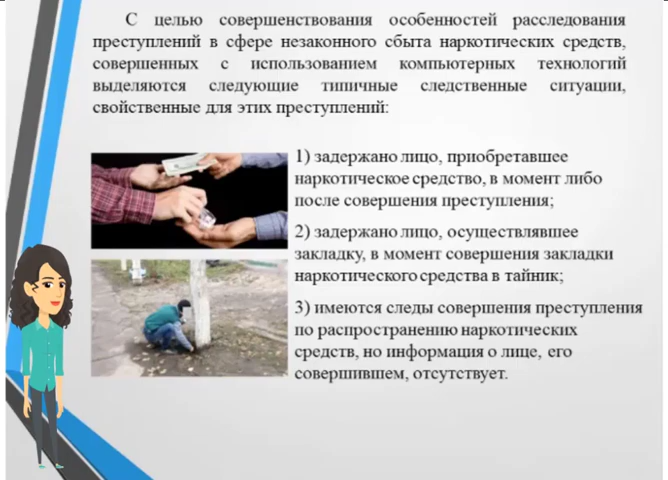 С целью совершенствования особенностей расследования
преступлений в сфере незаконного сбыта наркотических средств,
совершенных с использованием компьютерных технологий
выделяются следующие типичные следственные ситуации,
свойственные для этих преступлений:
1) задержано лицо, приобретавшее
наркотическое средство, в момент либо
после совершения преступления;
2) задержано лицо, осуществлявшее
закладку, в момент совершения закладки
наркотического средства в тайник;
3) имеются следы совершения преступления
по распространению наркотических
средств, но информация о лице, его
совершившем, отсутствует.